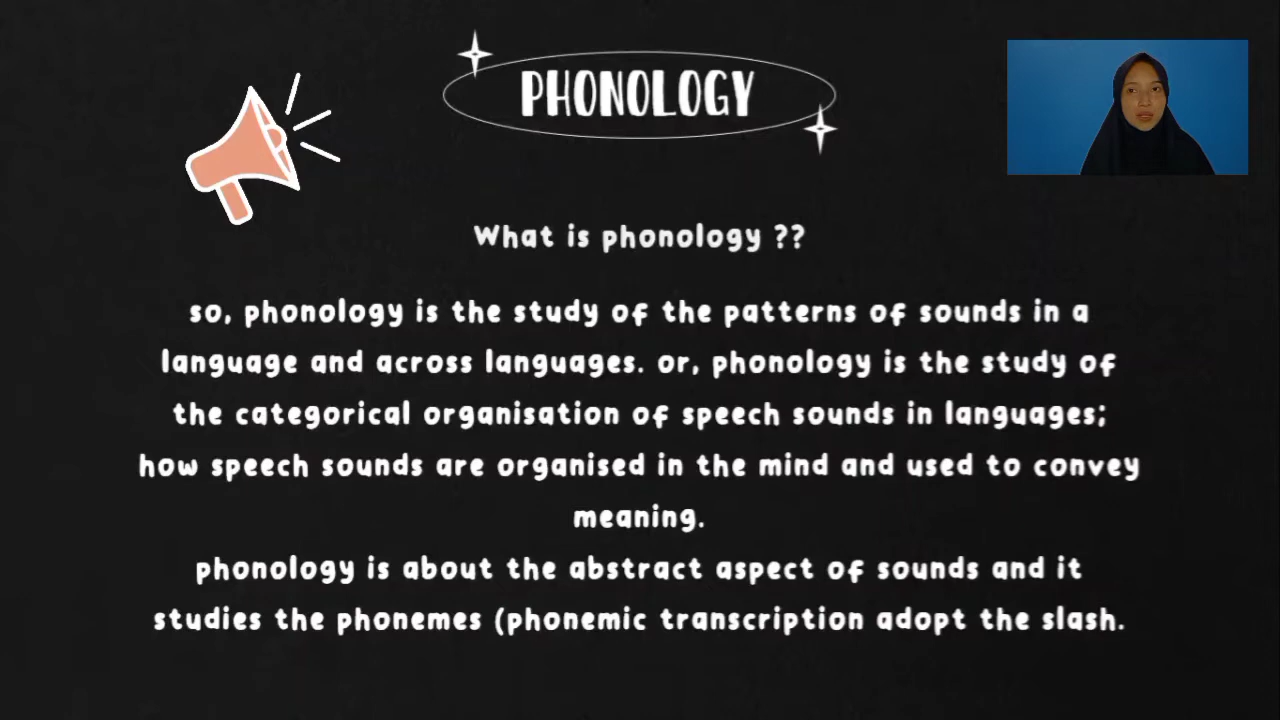 PHONOLOGY
What is phonology ??
so, phonology is the study of the patterns of sounds in a
language and across languages. or, phonology is the study of
the categorical organisation of speech sounds in languages;
how speech sounds are organised in the mind and used to convey
meaning.
phonology is about the abstract aspect of sounds and it
studies the phonemes (phonemic transcription adopt the slash.